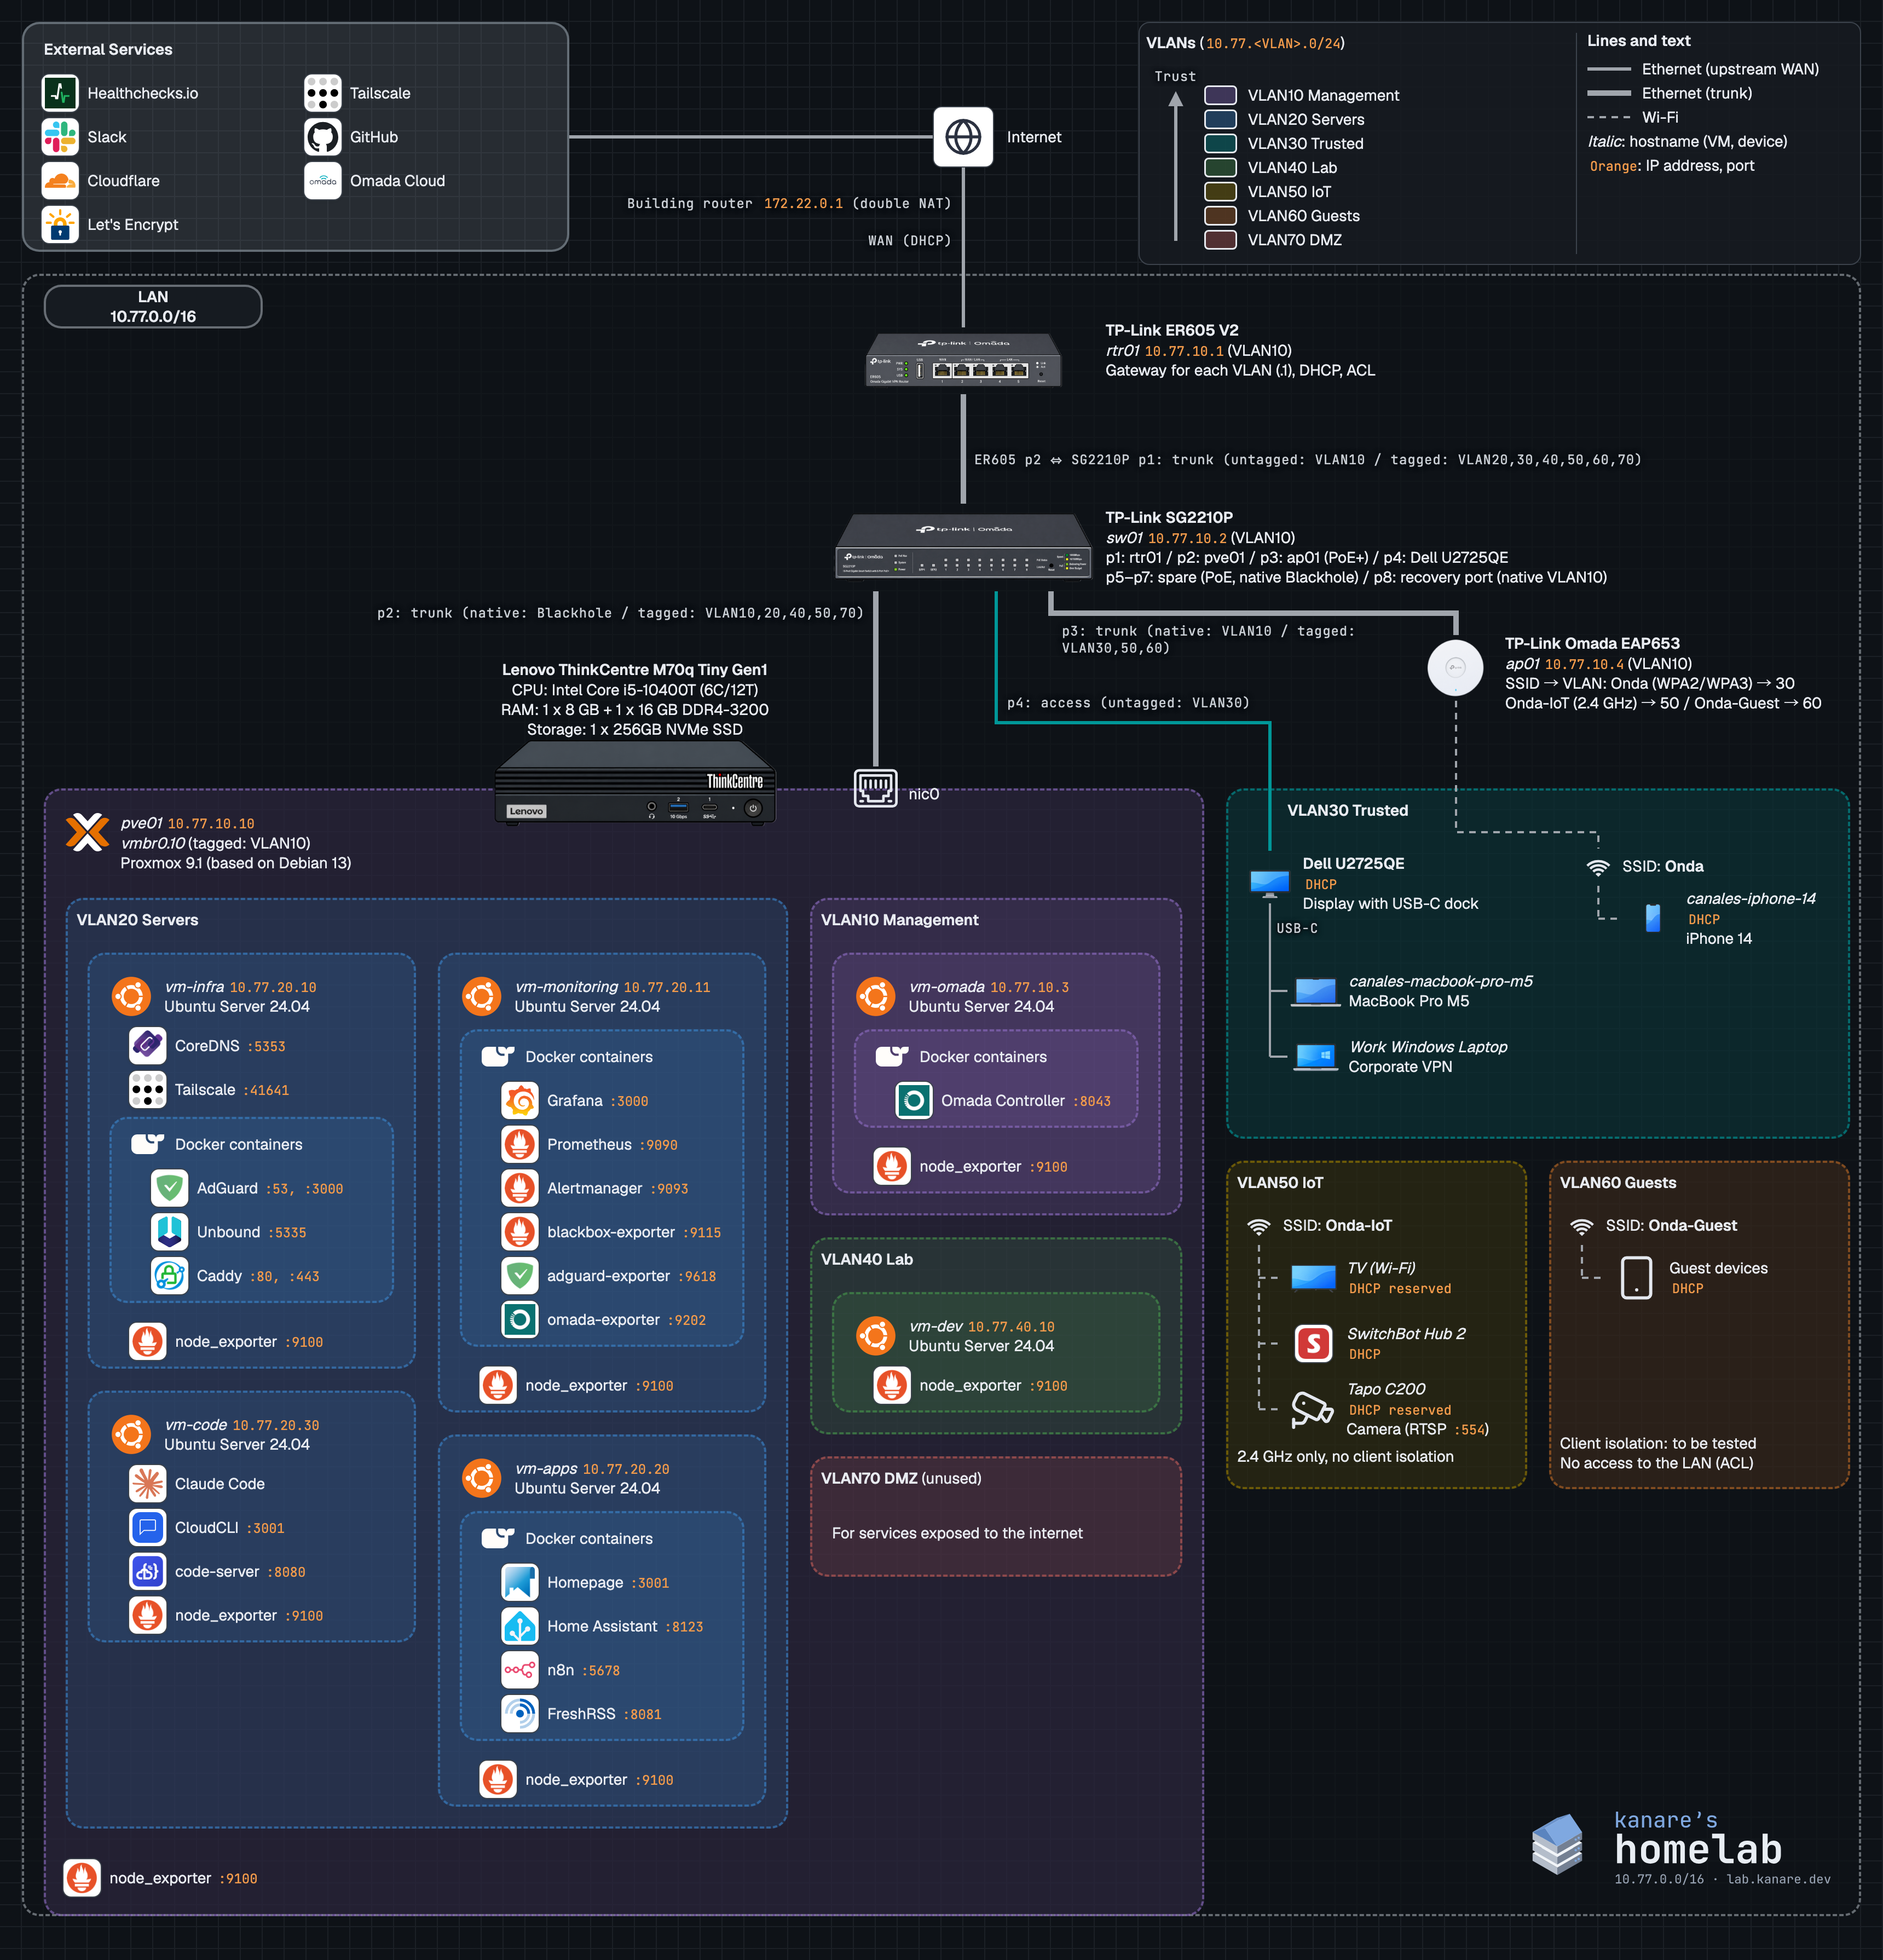 External Services
Healthchecks.io
Slack
Cloudflare
Let's Encrypt
Tailscale
GitHub
omada
Omada Cloud
Internet
Building router 172.22.0.1 (double NAT)
WAN (DHCP)
VLANs (10.77.<VLAN>.0/24)
Trust
VLAN10 Management
VLAN20 Servers
VLAN30 Trusted
VLAN40 Lab
VLAN50 IoT
VLAN60 Guests
VLAN70 DMZ
Lines and text
Ethernet (upstream WAN)
Ethernet (trunk)
Wi-Fi
Italic: hostname (VM, device)
Orange: IP address, port
LAN
10.77.0.0/16
tp-link | Omada
TP-Link ER605 V2
rtr01 10.77.10.1 (VLAN10)
Gateway for each VLAN (.1), DHCP, ACL
ER605 p2 ⇔ SG2210P p1: trunk (untagged: VLAN10 / tagged: VLAN20,30,40,50,60,70)
tp-link | Omada
TP-Link SG2210P
sw01 10.77.10.2 (VLAN10)
p1: rtr01 / p2: pve01 / p3: ap01 (PoE+) / p4: Dell U2725QE
p5–p7: spare (PoE, native Blackhole) / p8: recovery port (native VLAN10)
p2: trunk (native: Blackhole / tagged: VLAN10,20,40,50,70)
p3: trunk (native: VLAN10 / tagged:
VLAN30,50,60)
p4: access (untagged: VLAN30)
TP-Link Omada EAP653
ap01 10.77.10.4 (VLAN10)
SSID → VLAN: Onda (WPA2/WPA3) → 30
Onda-IoT (2.4 GHz) → 50 / Onda-Guest → 60
Lenovo ThinkCentre M70q Tiny Gen1
CPU: Intel Core i5-10400T (6C/12T)
RAM: 1 x 8 GB + 1 x 16 GB DDR4-3200
Storage: 1 x 256GB NVMe SSD
ThinkCentre
Lenovo
nic0
pve01 10.77.10.10
vmbr0.10 (tagged: VLAN10)
Proxmox 9.1 (based on Debian 13)
VLAN20 Servers
vm-infra 10.77.20.10
Ubuntu Server 24.04
CoreDNS :5353
Tailscale :41641
Docker containers
AdGuard :53, :3000
Unbound :5335
Caddy :80, :443
node_exporter :9100
vm-code 10.77.20.30
Ubuntu Server 24.04
Claude Code
CloudCLI :3001
code-server :8080
node_exporter :9100
vm-monitoring 10.77.20.11
Ubuntu Server 24.04
Docker containers
Grafana :3000
Prometheus :9090
Alertmanager :9093
blackbox-exporter :9115
adguard-exporter :9618
omada-exporter :9202
node_exporter :9100
vm-apps 10.77.20.20
Ubuntu Server 24.04
Docker containers
Homepage :3001
Home Assistant :8123
n8n :5678
FreshRSS :8081
node_exporter :9100
VLAN10 Management
vm-omada 10.77.10.3
Ubuntu Server 24.04
Docker containers
Omada Controller :8043
node_exporter :9100
VLAN40 Lab
vm-dev 10.77.40.10
Ubuntu Server 24.04
node_exporter :9100
VLAN70 DMZ (unused)
For services exposed to the internet
node_exporter :9100
VLAN30 Trusted
Dell U2725QE
DHCP
Display with USB-C dock
USB-C
canales-macbook-pro-m5
MacBook Pro M5
Work Windows Laptop
Corporate VPN
SSID: Onda
canales-iphone-14
DHCP
iPhone 14
VLAN50 IoT
SSID: Onda-IoT
TV (Wi-Fi)
DHCP reserved
SwitchBot Hub 2
DHCP
Tapo C200
DHCP reserved
Camera (RTSP :554)
2.4 GHz only, no client isolation
VLAN60 Guests
SSID: Onda-Guest
Guest devices
DHCP
Client isolation: to be tested
No access to the LAN (ACL)
kanare's
homelab
10.77.0.0/16 · lab.kanare.dev